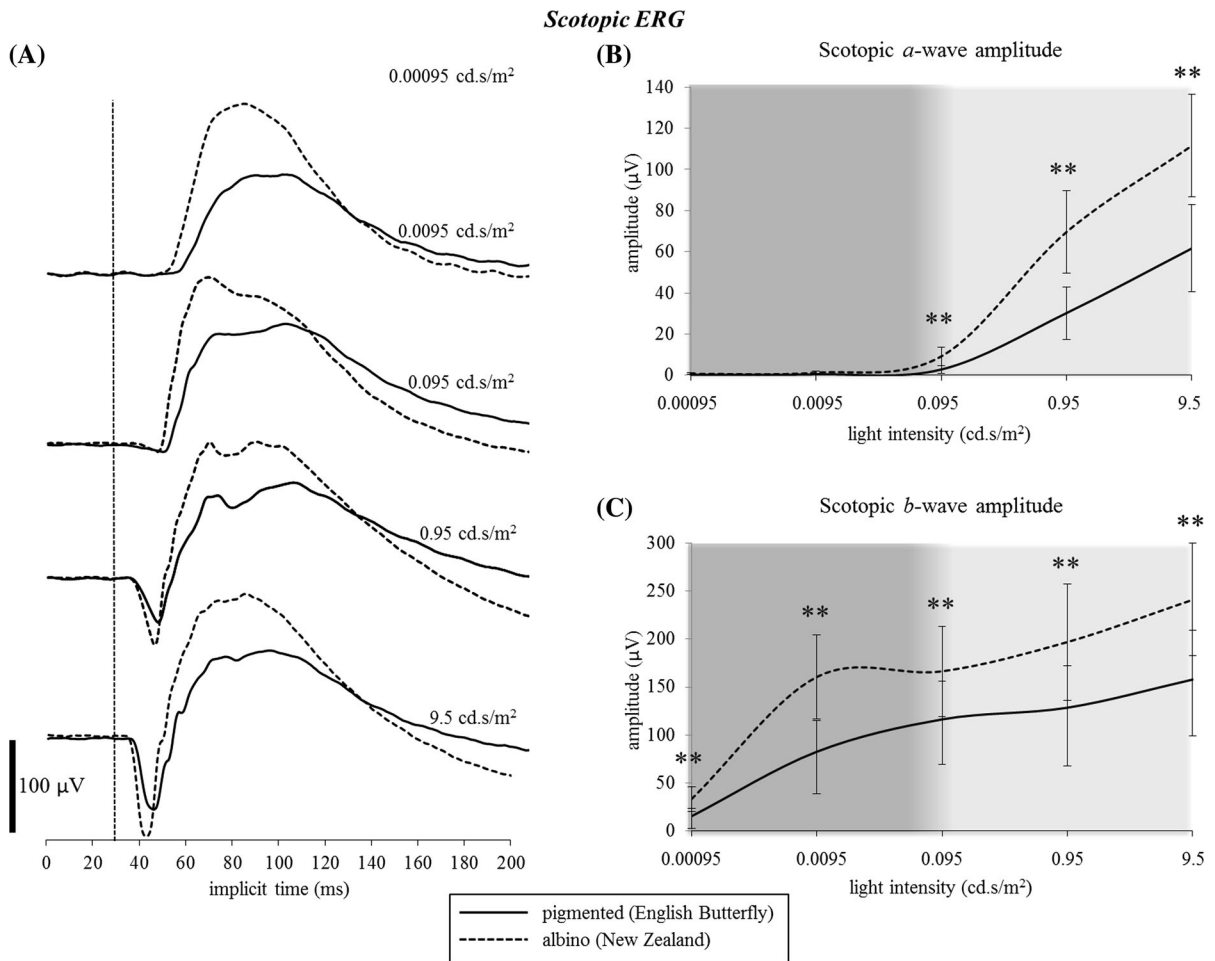 Scotopic ERG
(A)
0.00095 cd.s/m²
0.0095 cd.s/m²
0.095 cd.s/m²
0.95 cd.s/m²
9.5 cd.s/m²
100 µV
0 20 40 60 80 100 120 140 160 180 200
implicit time (ms)
(B)
Scotopic a-wave amplitude
140
120
100
80
60
40
20
0
amplitude (µV)
** ** **
0.00095 0.0095 0.095 0.95 9.5
light intensity (cd.s/m²)
(C)
Scotopic b-wave amplitude
300
250
200
150
100
50
0
amplitude (µV)
** ** ** ** **
0.00095 0.0095 0.095 0.95 9.5
light intensity (cd.s/m²)
pigmented (English Butterfly)
albino (New Zealand)